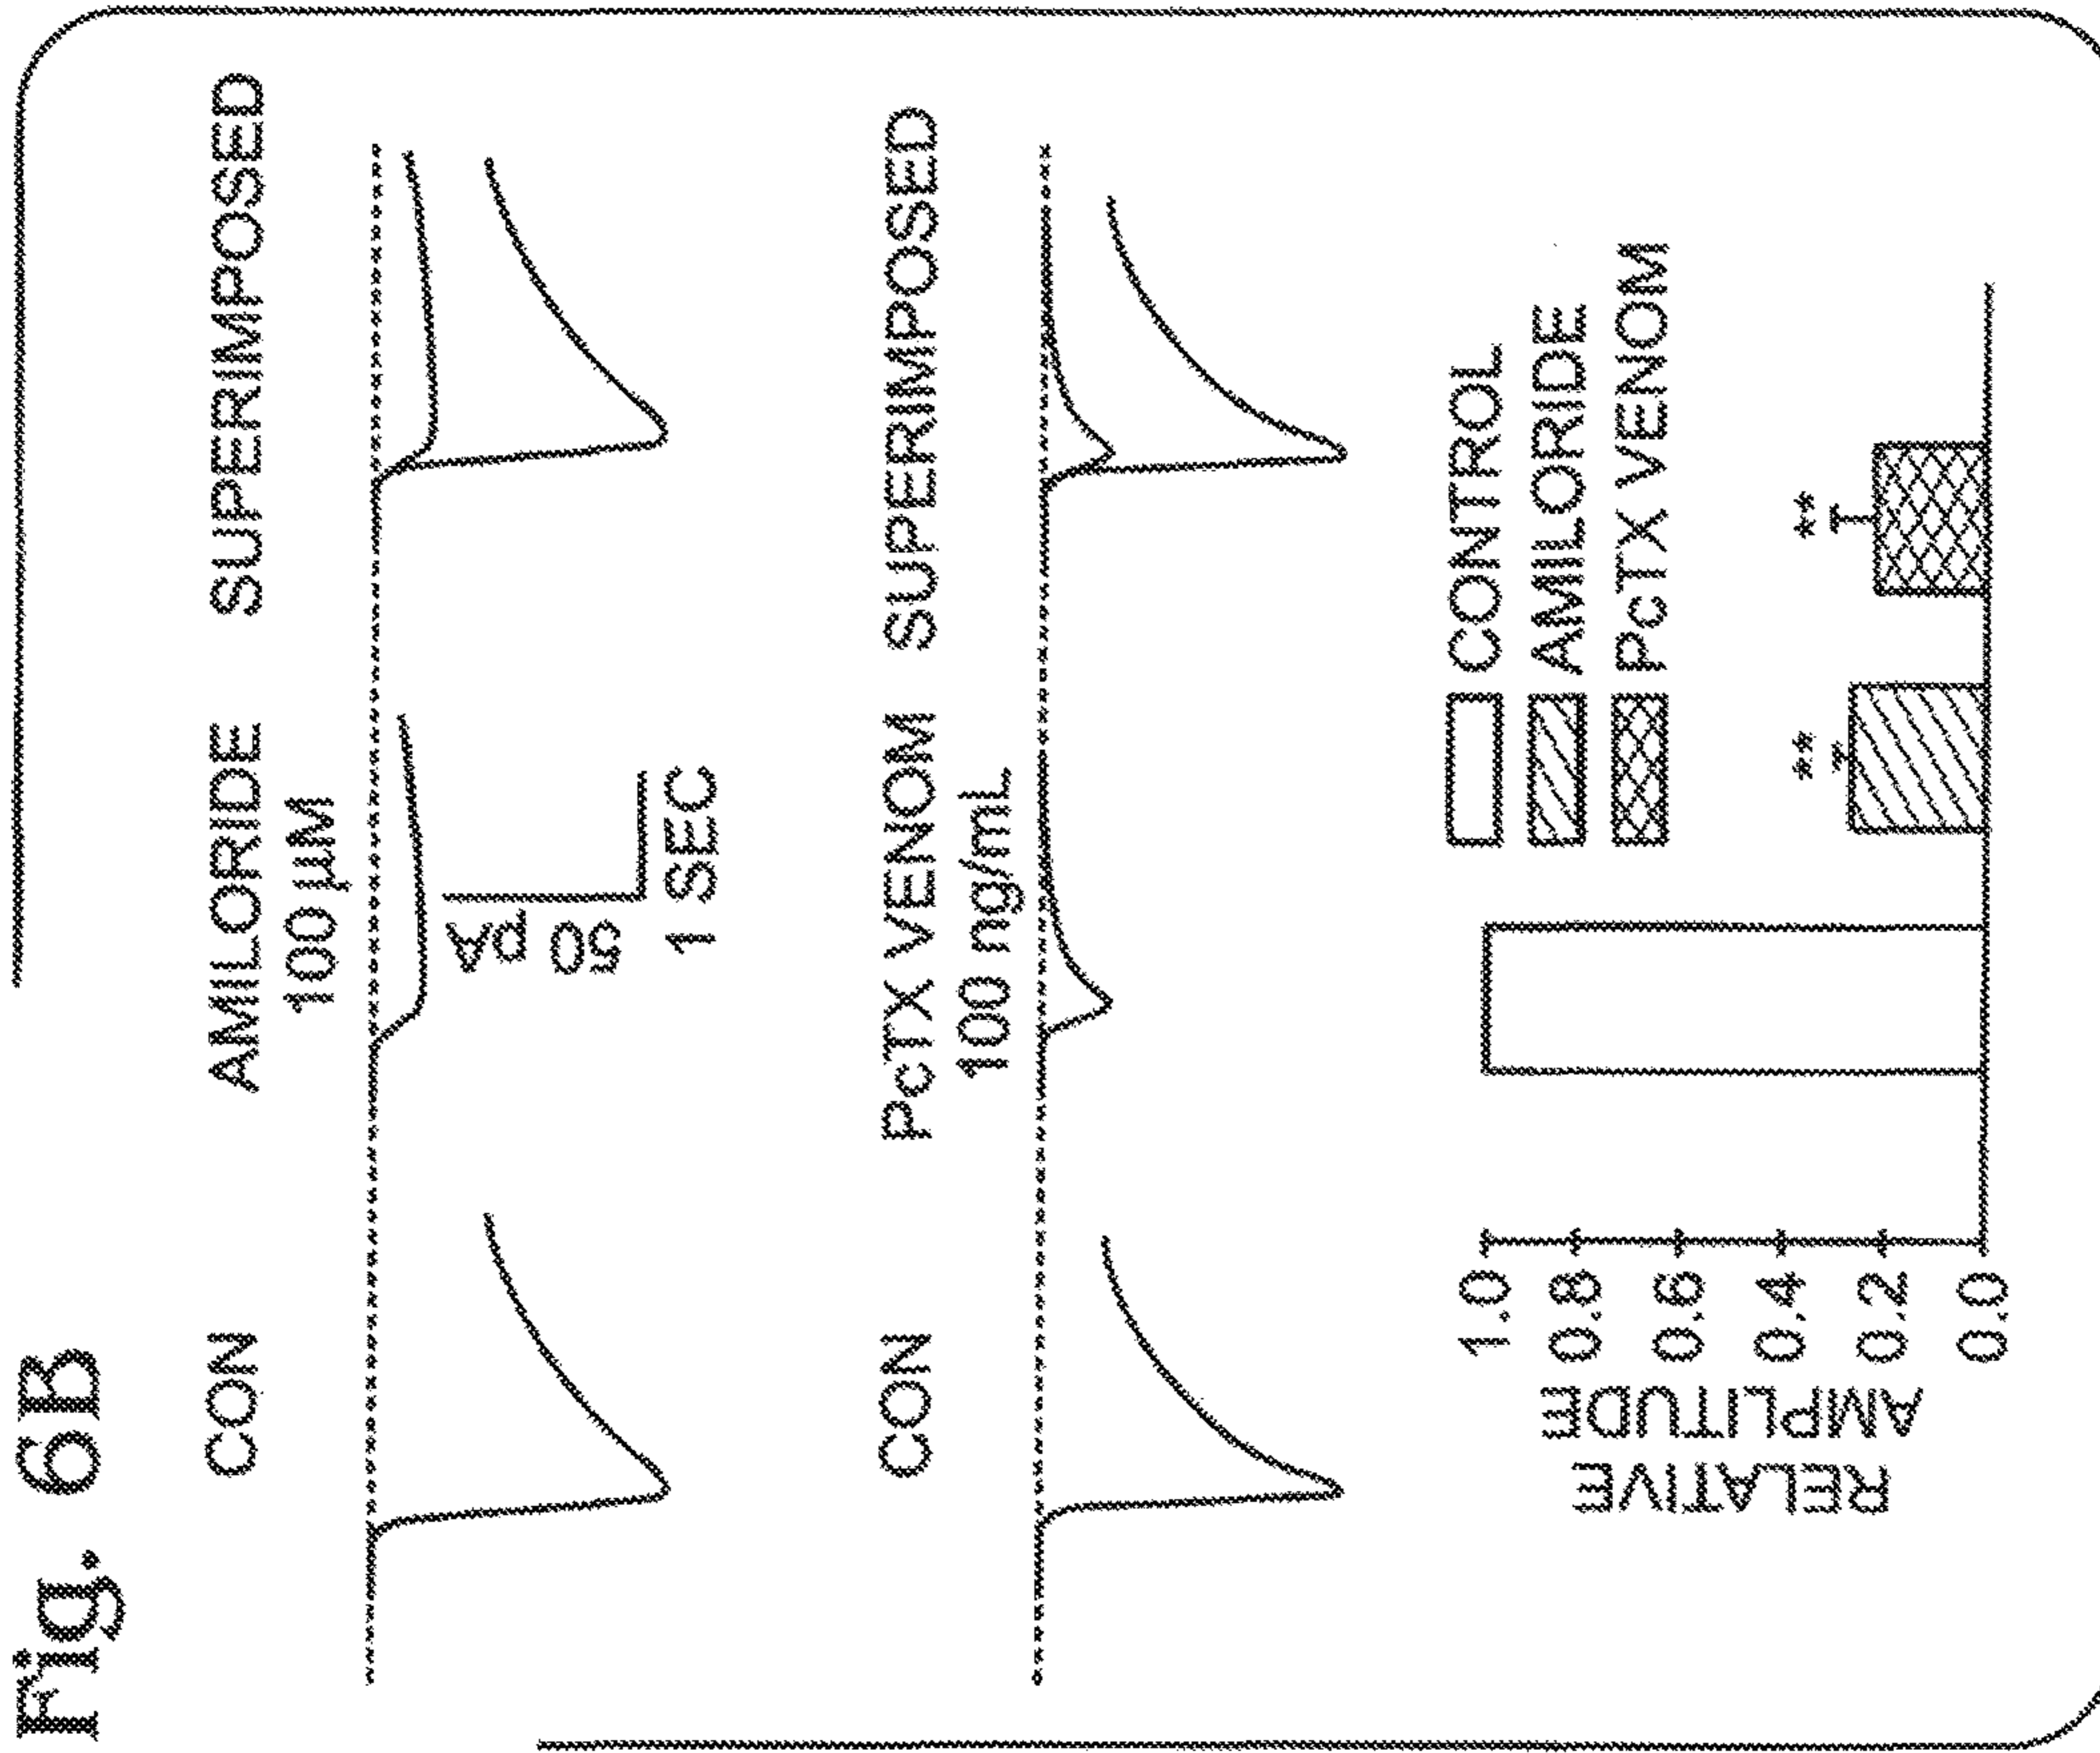 Fig. 6B
CON AMILORIDE SUPERIMPOSED
100 µM
50 pA
1 SEC
CON PcTX VENOM SUPERIMPOSED
100 ng/mL
RELATIVE
AMPLITUDE
1.0
0.8
0.6
0.4
0.2
0.0
CONTROL
AMILORIDE
PcTX VENOM
** **